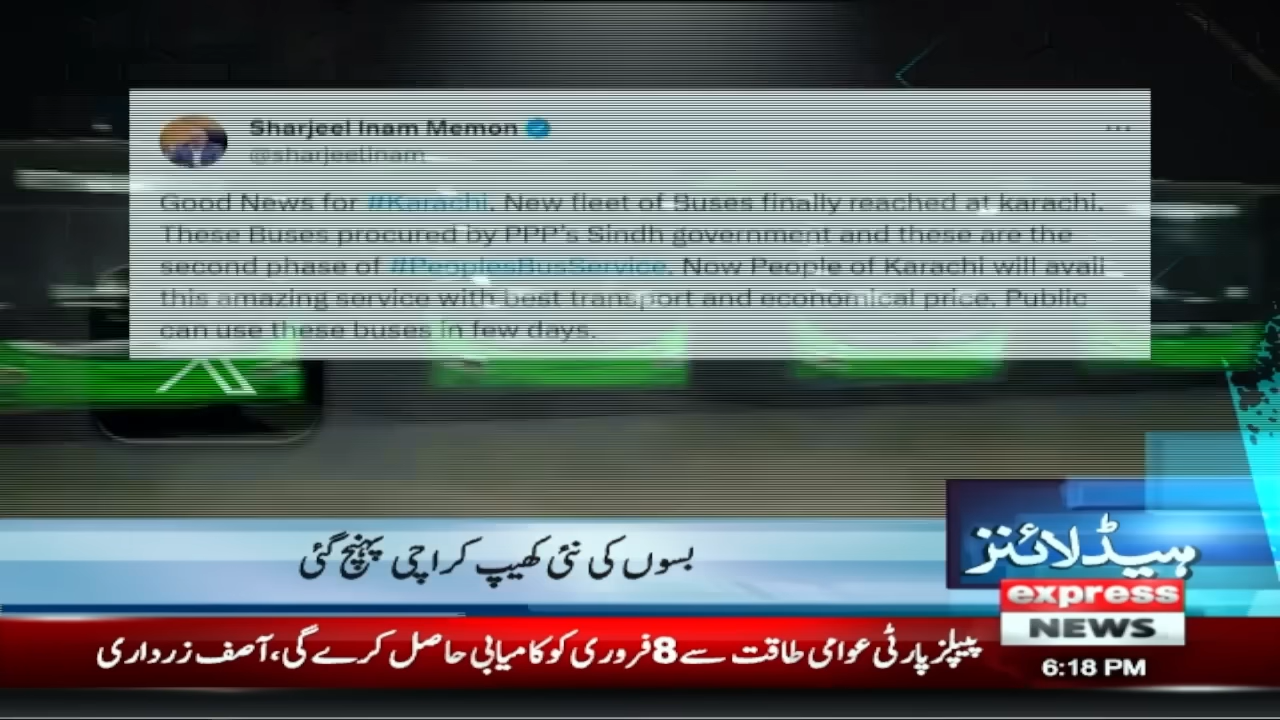 Sharjeel Inam Memon
@sharjeelinam
Good News for #Karachi. New fleet of Buses finally reached at karachi.
These Buses procured by PPP's Sindh government and these are the
second phase of #PeoplesBusService. Now People of Karachi will avail
this amazing service with best transport and economical price. Public
can use these buses in few days.
بسوں کی نئی کھیپ کراچی پہنچ گئی
ہیڈلائنز
express
NEWS
پیپلزپارٹی عوامی طاقت سے 8فروری کو کامیابی حاصل کرے گی،آصف زرداری
6:18 PM